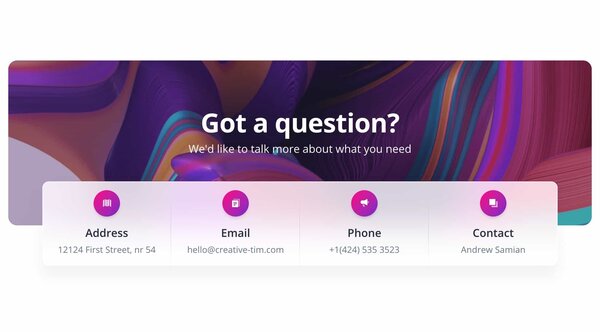 Got a question?
We'd like to talk more about what you need
Address
12124 First Street, nr 54
Email
hello@creative-tim.com
Phone
+1(424) 535 3523
Contact
Andrew Samian